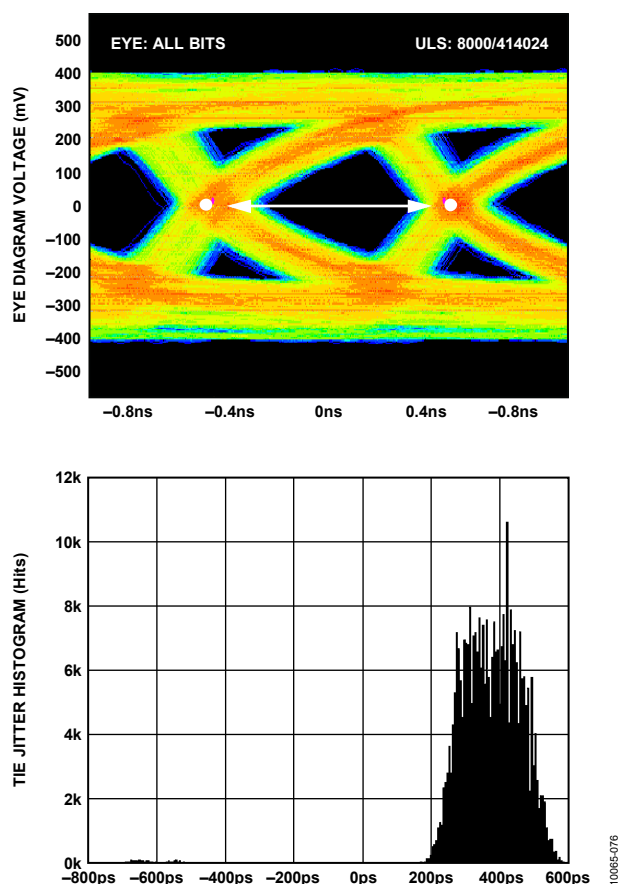 EYE: ALL BITS ULS: 8000/414024
EYE DIAGRAM VOLTAGE (mV)
500
400
300
200
100
0
–100
–200
–300
–400
–500
–0.8ns –0.4ns 0ns 0.4ns –0.8ns
TIE JITTER HISTOGRAM (Hits)
12k
10k
8k
6k
4k
2k
0k
–800ps –600ps –400ps –200ps 0ps 200ps 400ps 600ps
10065-076